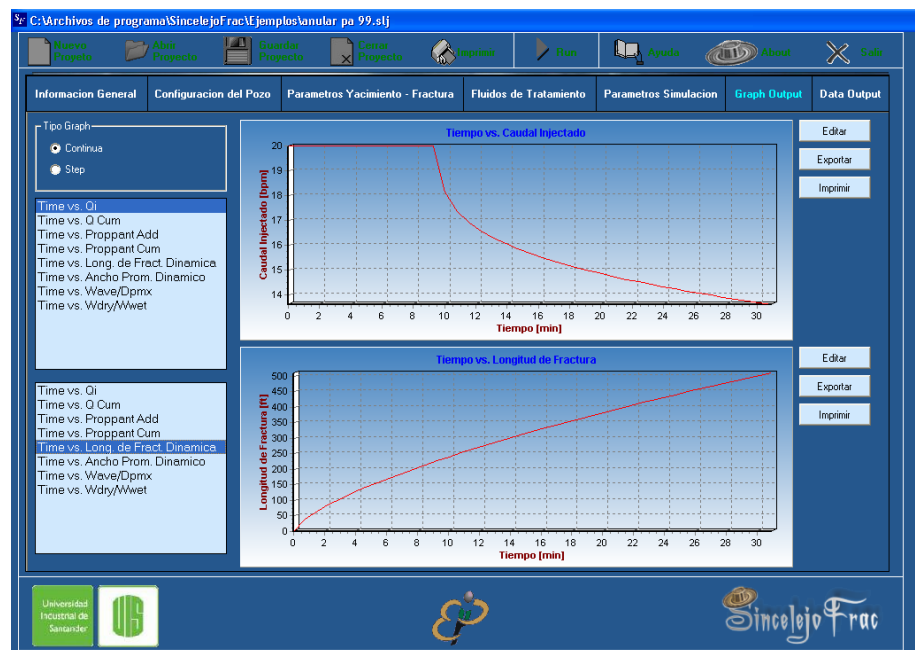 C:\Archivos de programa\SincelejoFrac\Ejemplos\anular pa 99.slj
Nuevo Proyecto
Abrir Proyecto
Guardar Proyecto
Cerrar Proyecto
Imprimir
Run
Ayuda
About
Salir
Informacion General
Configuracion del Pozo
Parametros Yacimiento - Fractura
Fluidos de Tratamiento
Parametros Simulacion
Graph Output
Data Output
Tipo Graph
Continua
Step
Time vs. Qi
Time vs. Q Cum
Time vs. Proppant Add
Time vs. Proppant Cum
Time vs. Long. de Fract. Dinamica
Time vs. Ancho Prom. Dinamico
Time vs. Wave/Dpmx
Time vs. Wdry/Wwet
Tiempo vs. Caudal Injectado
Caudal Injectado [bpm]
20
19
18
17
16
15
14
0 2 4 6 8 10 12 14 16 18 20 22 24 26 28 30
Tiempo [min]
Editar
Exportar
Imprimir
Time vs. Qi
Time vs. Q Cum
Time vs. Proppant Add
Time vs. Proppant Cum
Time vs. Long. de Fract. Dinamica
Time vs. Ancho Prom. Dinamico
Time vs. Wave/Dpmx
Time vs. Wdry/Wwet
Tiempo vs. Longitud de Fractura
Longitud de Fractura [ft]
500
450
400
350
300
250
200
150
100
50
0
0 2 4 6 8 10 12 14 16 18 20 22 24 26 28 30
Tiempo [min]
Editar
Exportar
Imprimir
Universidad
Industrial de
Santander
UIS
Sincelejo Frac